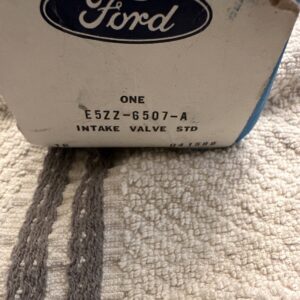 Ford
ONE
E5ZZ-6507-A
INTAKE VALVE STD